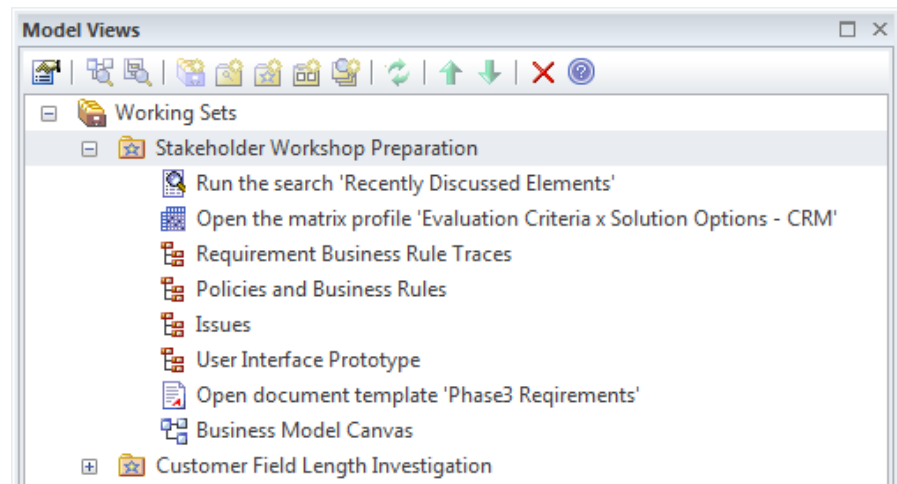 Model Views
Working Sets
Stakeholder Workshop Preparation
Run the search 'Recently Discussed Elements'
Open the matrix profile 'Evaluation Criteria x Solution Options - CRM'
Requirement Business Rule Traces
Policies and Business Rules
Issues
User Interface Prototype
Open document template 'Phase3 Reqirements'
Business Model Canvas
Customer Field Length Investigation